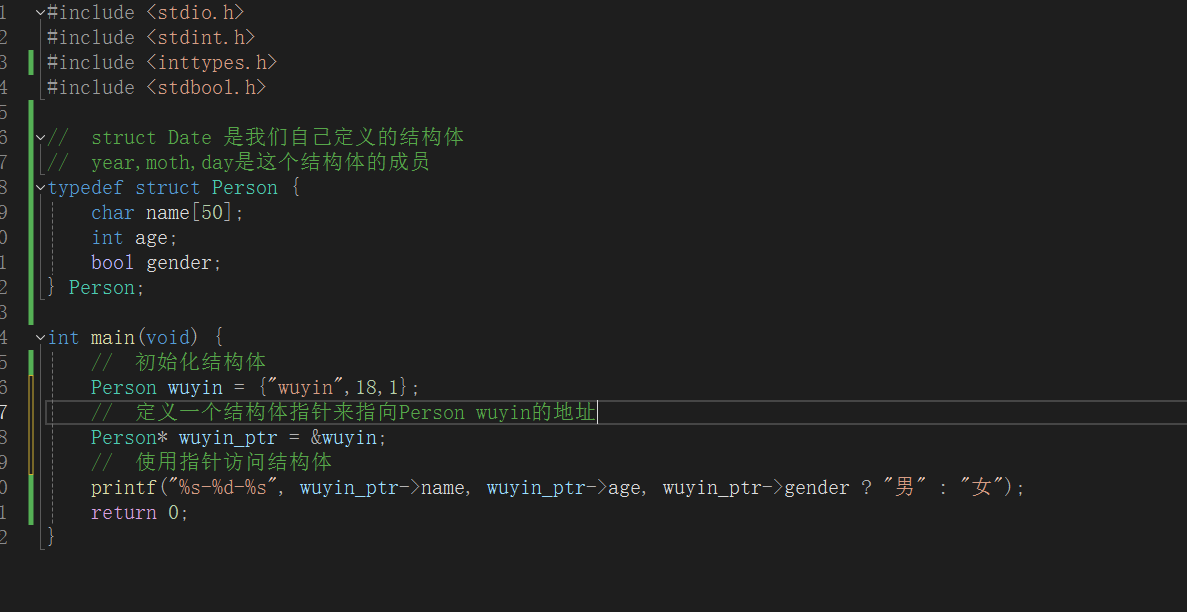 1 #include <stdio.h>
2 #include <stdint.h>
3 #include <inttypes.h>
4 #include <stdbool.h>
5
6 // struct Date 是我们自己定义的结构体
7 // year,moth,day是这个结构体的成员
8 typedef struct Person {
9 char name[50];
0 int age;
1 bool gender;
2 } Person;
3
4 int main(void) {
5 // 初始化结构体
6 Person wuyin = {"wuyin",18,1};
7 // 定义一个结构体指针来指向Person wuyin的地址
8 Person* wuyin_ptr = &wuyin;
9 // 使用指针访问结构体
0 printf("%s-%d-%s", wuyin_ptr->name, wuyin_ptr->age, wuyin_ptr->gender ? "男" : "女");
1 return 0;
2 }